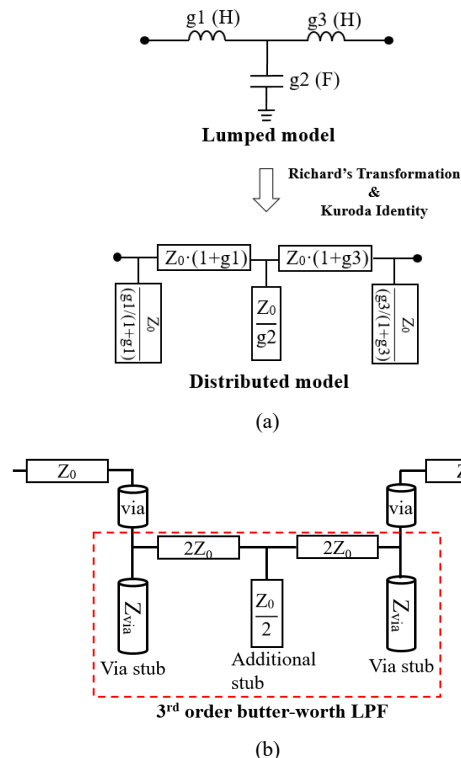 g1 (H)
g3 (H)
g2 (F)
Lumped model
Richard's Transformation
&
Kuroda Identity
Z₀·(1+g1)
Z₀·(1+g3)
Z₀
(g1/(1+g1)
Z₀
g2
Z₀
(g3/(1+g3)
Distributed model
(a)
Z₀
Z
via
via
2Z₀
2Z₀
Zvia
Z₀
2
Zvia
Via stub
Additional
stub
Via stub
3rd order butter-worth LPF
(b)